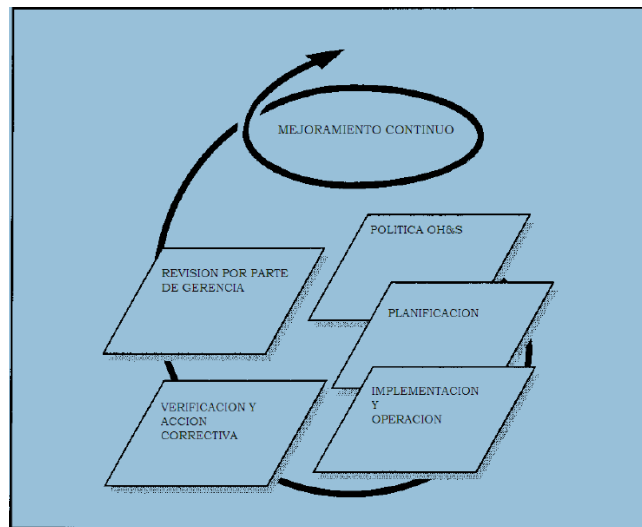 MEJORAMIENTO CONTINUO
POLITICA OH&S
REVISION POR PARTE
DE GERENCIA
PLANIFICACION
IMPLEMENTACION
Y
OPERACION
VERIFICACION Y
ACCION
CORRECTIVA